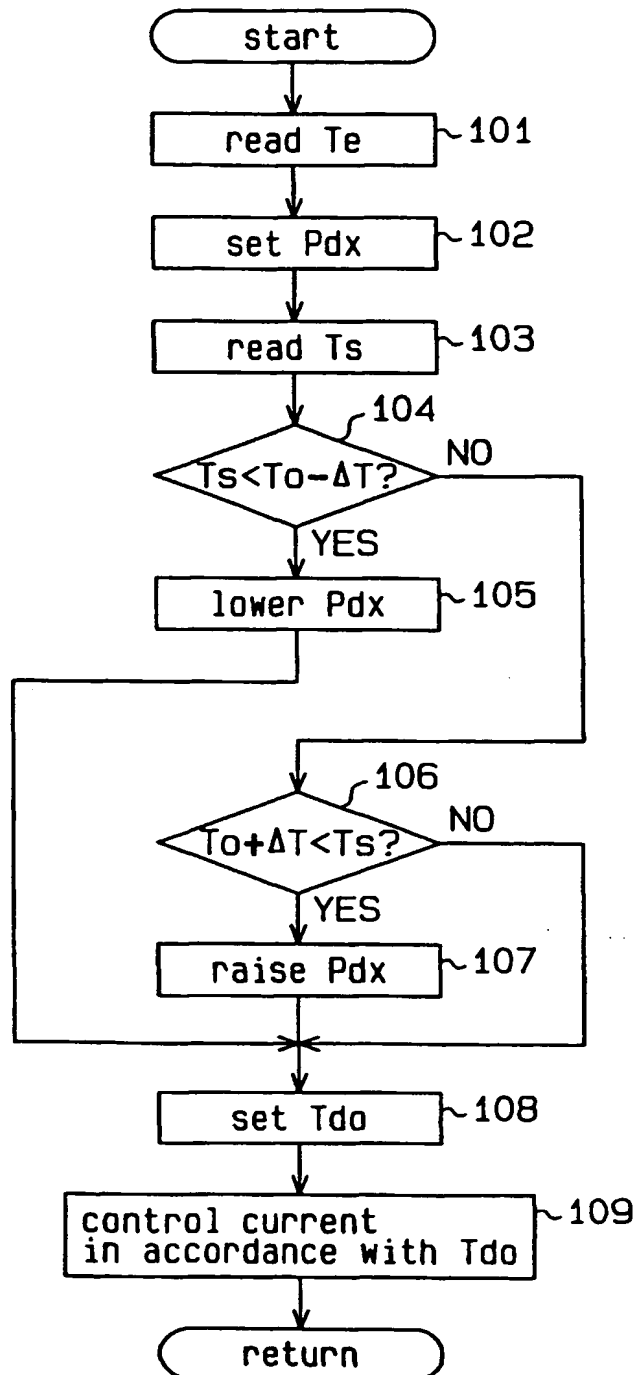 start
read Te
101
set Pdx
102
read Ts
103
104
Ts<To-ΔT?
NO
YES
lower Pdx
105
106
To+ΔT<Ts?
NO
YES
raise Pdx
107
set Tdo
108
control current
in accordance with Tdo
109
return